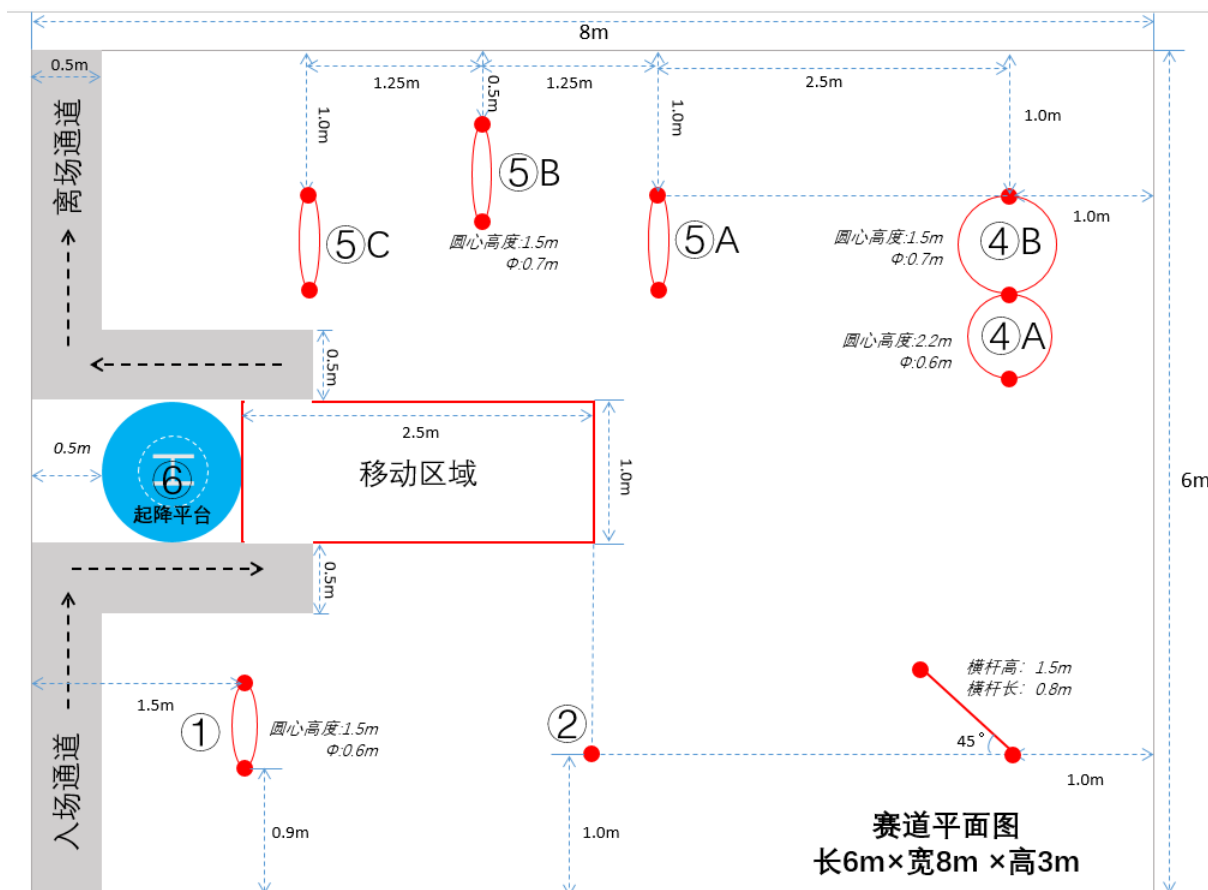 8m
0.5m
1.25m
0.5m
1.25m
2.5m
1.0m
1.0m
1.0m
离场通道
⑤B
1.0m
⑤C
圆心高度:1.5m
Φ:0.7m
⑤A
圆心高度:1.5m
Φ:0.7m
④B
圆心高度:2.2m
Φ:0.6m
④A
0.5m
0.5m
2.5m
⑥
起降平台
移动区域
1.0m
6m
0.5m
入场通道
1.5m
①
圆心高度:1.5m
Φ:0.6m
②
横杆高: 1.5m
横杆长: 0.8m
45°
1.0m
0.9m
1.0m
赛道平面图
长6m×宽8m ×高3m